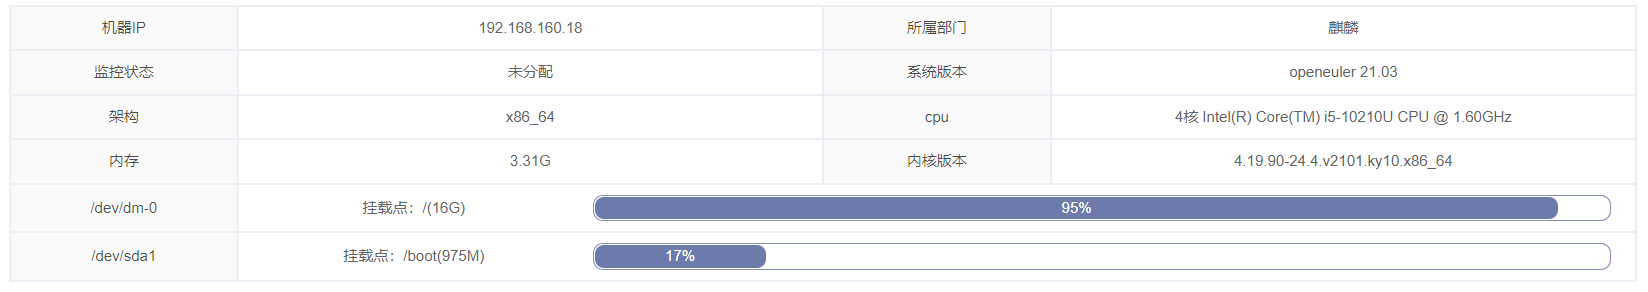 机器IP 192.168.160.18 所属部门 麒麟
监控状态 未分配 系统版本 openeuler 21.03
架构 x86_64 cpu 4核 Intel(R) Core(TM) i5-10210U CPU @ 1.60GHz
内存 3.31G 内核版本 4.19.90-24.4.v2101.ky10.x86_64
/dev/dm-0 挂载点：/(16G) 95%
/dev/sda1 挂载点：/boot(975M) 17%